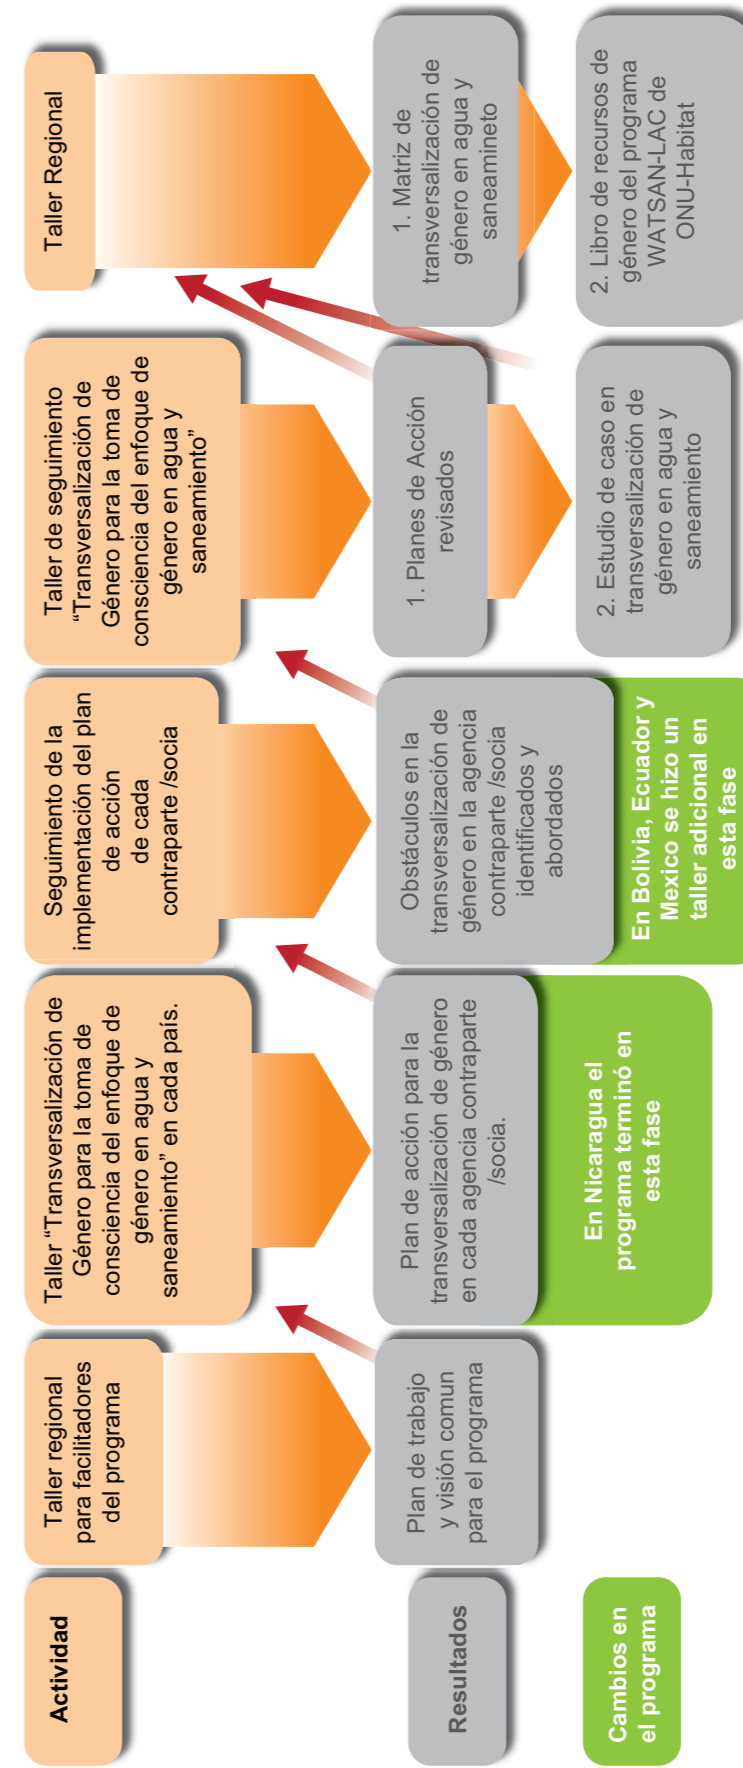 Actividad
Taller regional
para facilitadores
del programa
Taller “Transversalización de
Género para la toma de
consciencia del enfoque de
género en agua y
saneamiento” en cada país.
Seguimiento de la
implementación del plan
de acción
de cada
contraparte /socia
Taller de seguimiento
“Transversalización de
Género para la toma de
consciencia del enfoque de
género en agua y
saneamiento”
Taller Regional
Resultados
Plan de trabajo
y visión comun
para el programa
Plan de acción para la
transversalización de género
en cada agencia contraparte
/socia.
Obstáculos en la
transversalización de
género en la agencia
contraparte /socia
identificados y
abordados
1. Planes de Acción
revisados
2. Estudio de caso en
transversalización de
género en agua y
saneamiento
1. Matriz de
transversalización de
género en agua y
saneamineto
2. Libro de recursos de
género del programa
WATSAN-LAC de
ONU-Habitat
Cambios en
el programa
En Nicaragua el
programa terminó en
esta fase
En Bolivia, Ecuador y
Mexico se hizo un
taller adicional en
esta fase